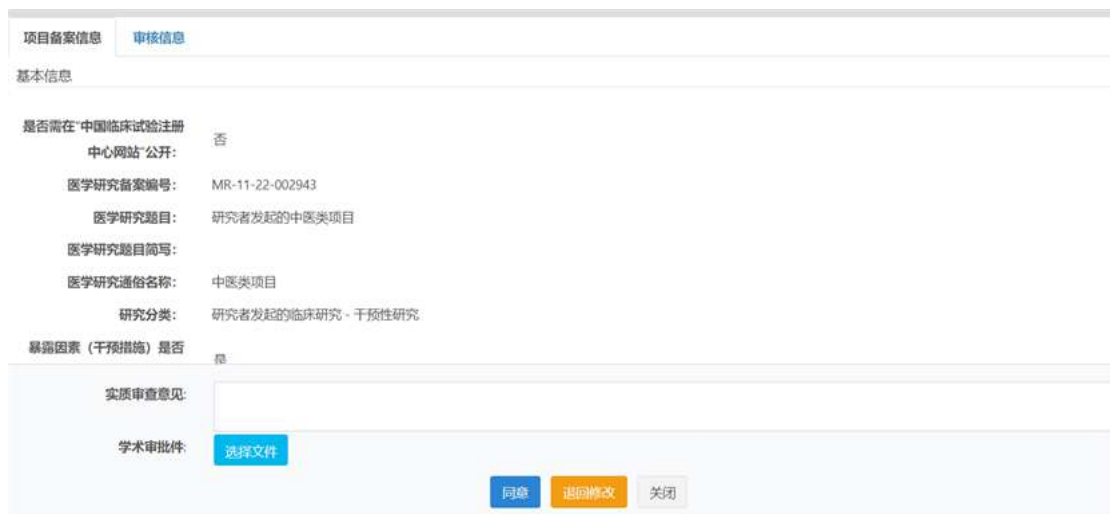 项目备案信息 审核信息
基本信息
是否需在"中国临床试验注册
中心网站"公开： 否
医学研究备案编号： MR-11-22-002943
医学研究题目： 研究者发起的中医类项目
医学研究题目简写：
医学研究通俗名称： 中医类项目
研究分类： 研究者发起的临床研究 - 干预性研究
暴露因素（干预措施）是否 是
实质审查意见:
学术审批件: 选择文件
同意 退回修改 关闭